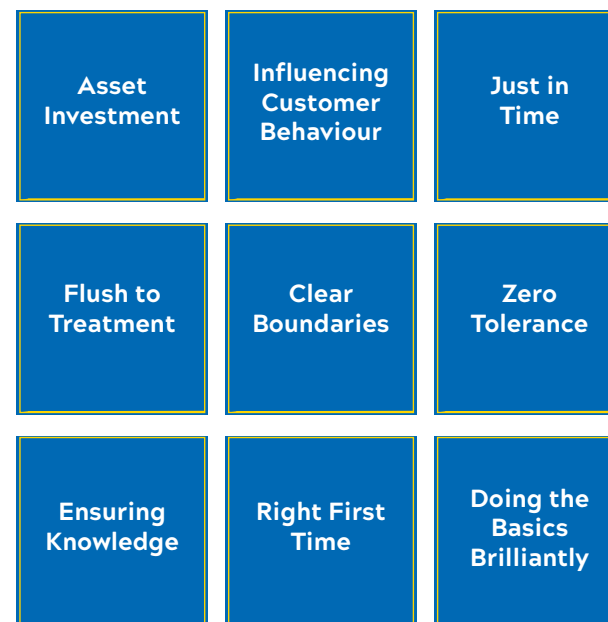 Asset
Investment
Influencing
Customer
Behaviour
Just in
Time
Flush to
Treatment
Clear
Boundaries
Zero
Tolerance
Ensuring
Knowledge
Right First
Time
Doing the
Basics
Brilliantly